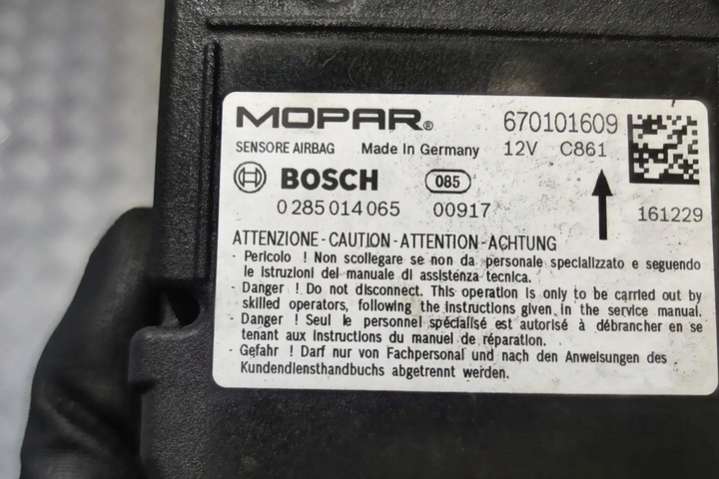 MOPAR® 670101609
SENSORE AIRBAG Made In Germany 12V C861
BOSCH 085
0 285 014 065 00917 161229
ATTENZIONE - CAUTION - ATTENTION - ACHTUNG
- Pericolo ! Non scollegare se non da personale specializzato e seguendo
le istruzioni del manuale di assistenza tecnica.
- Danger ! Do not disconnect. This operation is only to be carried out by
skilled operators, following the instructions given in the service manual.
- Danger ! Seul le personnel spécialisé est autorisé à débrancher en se
tenant aux instructions du manuel de réparation.
- Gefahr ! Darf nur von Fachpersonal und nach den Anweisungen des
Kundendiensthandbuchs abgetrennt werden.